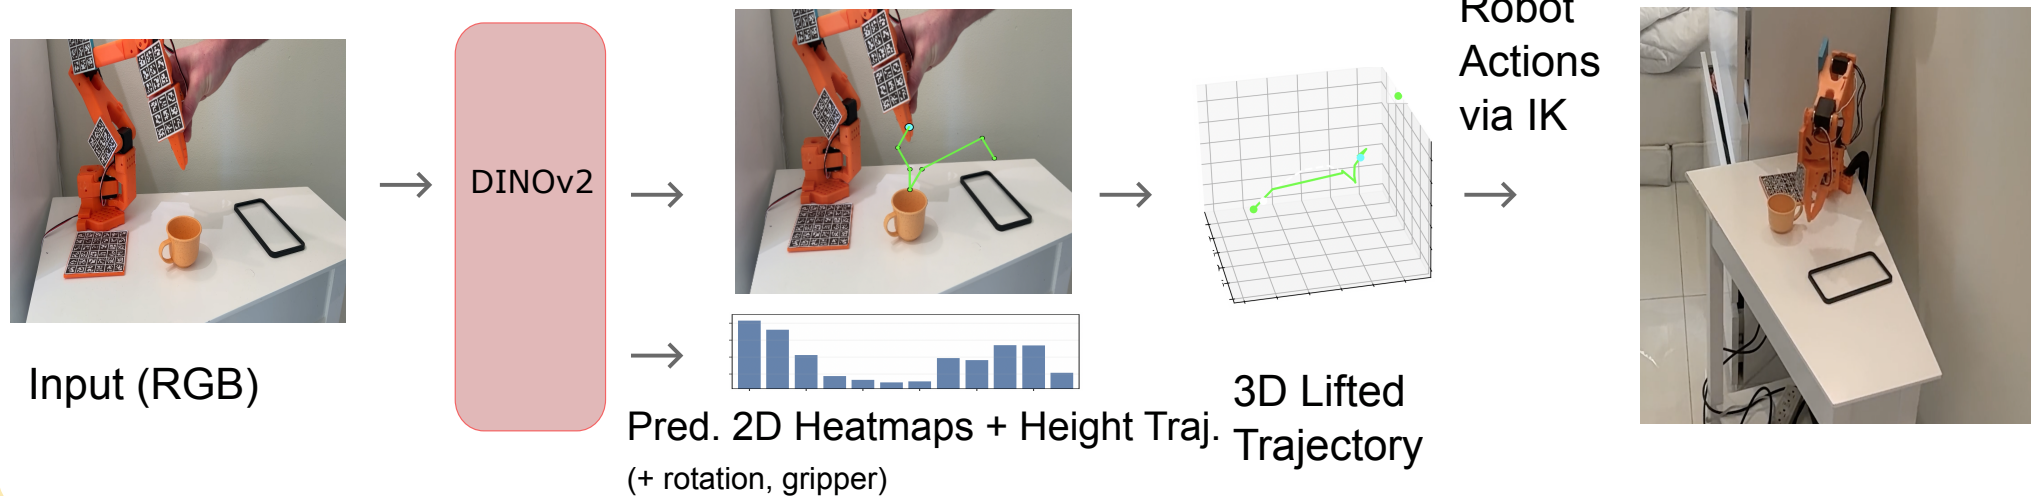 Input (RGB)
DINOv2
Pred. 2D Heatmaps + Height Traj.
(+ rotation, gripper)
3D Lifted
Trajectory
Robot
Actions
via IK